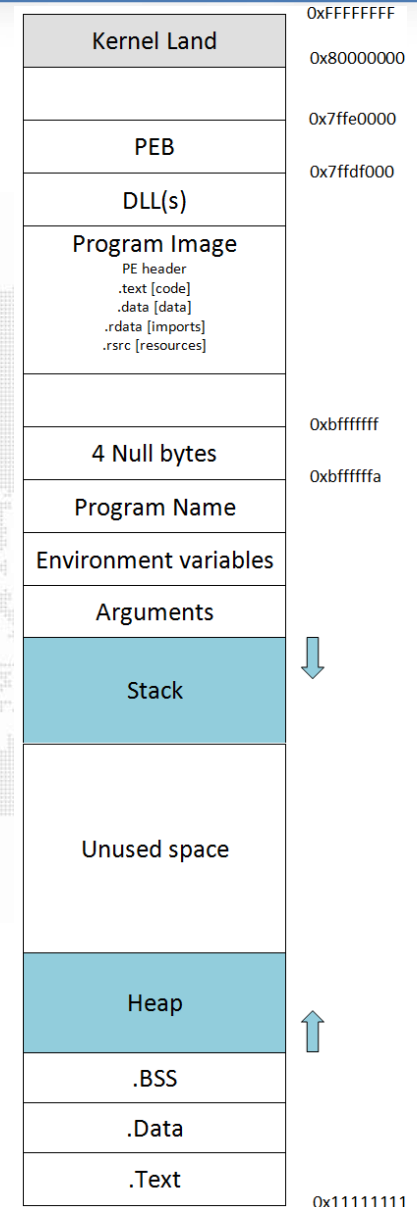 0xFFFFFFFF
Kernel Land
0x80000000
0x7ffe0000
PEB
0x7ffdf000
DLL(s)
Program Image
PE header
.text [code]
.data [data]
.rdata [imports]
.rsrc [resources]
0xbfffffff
4 Null bytes
0xbffffffa
Program Name
Environment variables
Arguments
Stack
Unused space
Heap
.BSS
.Data
.Text
0x11111111